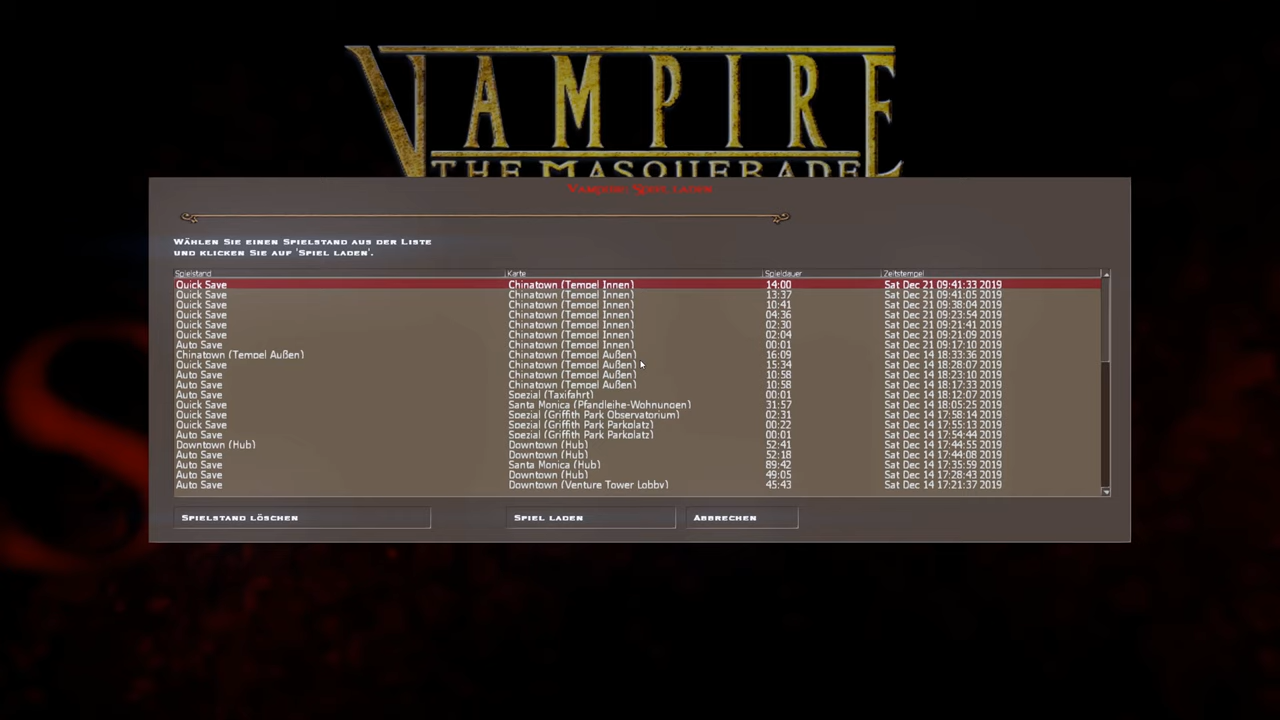 VAMPIRE
THE MASQUERADE
Vampire: Spiel laden
Wählen Sie einen Spielstand aus der Liste
und klicken Sie auf 'Spiel laden'.
Spielstand Karte Spieldauer Zeitstempel
Quick Save Chinatown (Tempel Innen) 14:00 Sat Dec 21 09:41:33 2019
Quick Save Chinatown (Tempel Innen) 13:37 Sat Dec 21 09:41:05 2019
Quick Save Chinatown (Tempel Innen) 10:41 Sat Dec 21 09:38:04 2019
Quick Save Chinatown (Tempel Innen) 04:36 Sat Dec 21 09:23:54 2019
Quick Save Chinatown (Tempel Innen) 02:30 Sat Dec 21 09:21:41 2019
Quick Save Chinatown (Tempel Innen) 02:04 Sat Dec 21 09:21:09 2019
Auto Save Chinatown (Tempel Innen) 00:01 Sat Dec 21 09:17:10 2019
Chinatown (Tempel Außen) Chinatown (Tempel Außen) 16:09 Sat Dec 14 18:33:36 2019
Quick Save Chinatown (Tempel Außen) 15:34 Sat Dec 14 18:28:07 2019
Auto Save Chinatown (Tempel Außen) 10:58 Sat Dec 14 18:23:10 2019
Auto Save Chinatown (Tempel Außen) 10:58 Sat Dec 14 18:17:33 2019
Auto Save Spezial (Taxifahrt) 00:01 Sat Dec 14 18:12:07 2019
Quick Save Santa Monica (Pfandleihe-Wohnungen) 31:57 Sat Dec 14 18:05:25 2019
Quick Save Spezial (Griffith Park Observatorium) 02:31 Sat Dec 14 17:58:14 2019
Quick Save Spezial (Griffith Park Parkplatz) 00:22 Sat Dec 14 17:55:13 2019
Auto Save Spezial (Griffith Park Parkplatz) 00:01 Sat Dec 14 17:54:44 2019
Downtown (Hub) Downtown (Hub) 52:41 Sat Dec 14 17:44:55 2019
Auto Save Downtown (Hub) 52:18 Sat Dec 14 17:44:08 2019
Auto Save Santa Monica (Hub) 89:42 Sat Dec 14 17:35:59 2019
Auto Save Downtown (Hub) 49:05 Sat Dec 14 17:28:43 2019
Auto Save Downtown (Venture Tower Lobby) 45:43 Sat Dec 14 17:21:37 2019
Spielstand löschen Spiel laden Abbrechen